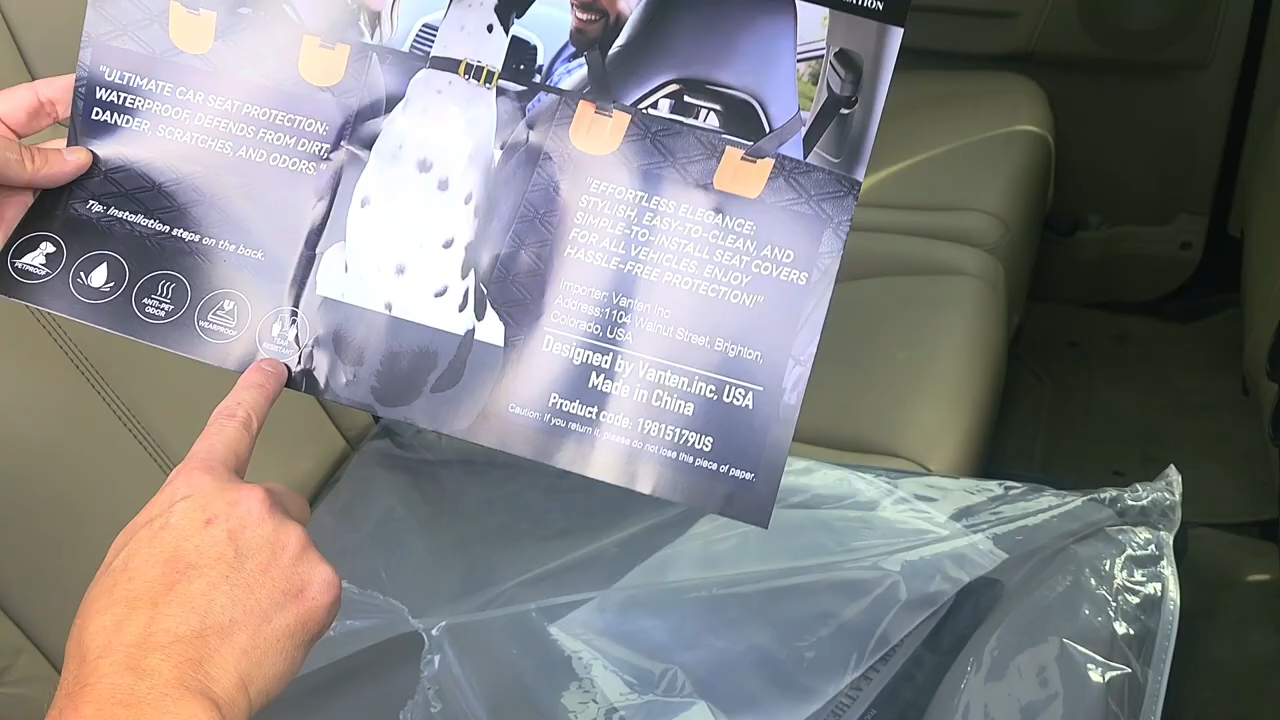 "ULTIMATE CAR SEAT PROTECTION:
WATERPROOF, DEFENDS FROM DIRT,
DANDER, SCRATCHES, AND ODORS."
Tip: Installation steps on the back.
PETPROOF
ANTI-PET
ODOR
WEARPROOF
TEAR
RESISTANT
"EFFORTLESS ELEGANCE:
STYLISH, EASY-TO-CLEAN, AND
SIMPLE-TO-INSTALL SEAT COVERS
FOR ALL VEHICLES. ENJOY
HASSLE-FREE PROTECTION!"
Importer: Vanten Inc
Address:1104 Walnut Street, Brighton,
Colorado, USA
Designed by Vanten.inc, USA
Made in China
Product code: 19815179US
Caution: If you return it, please do not lose this piece of paper.